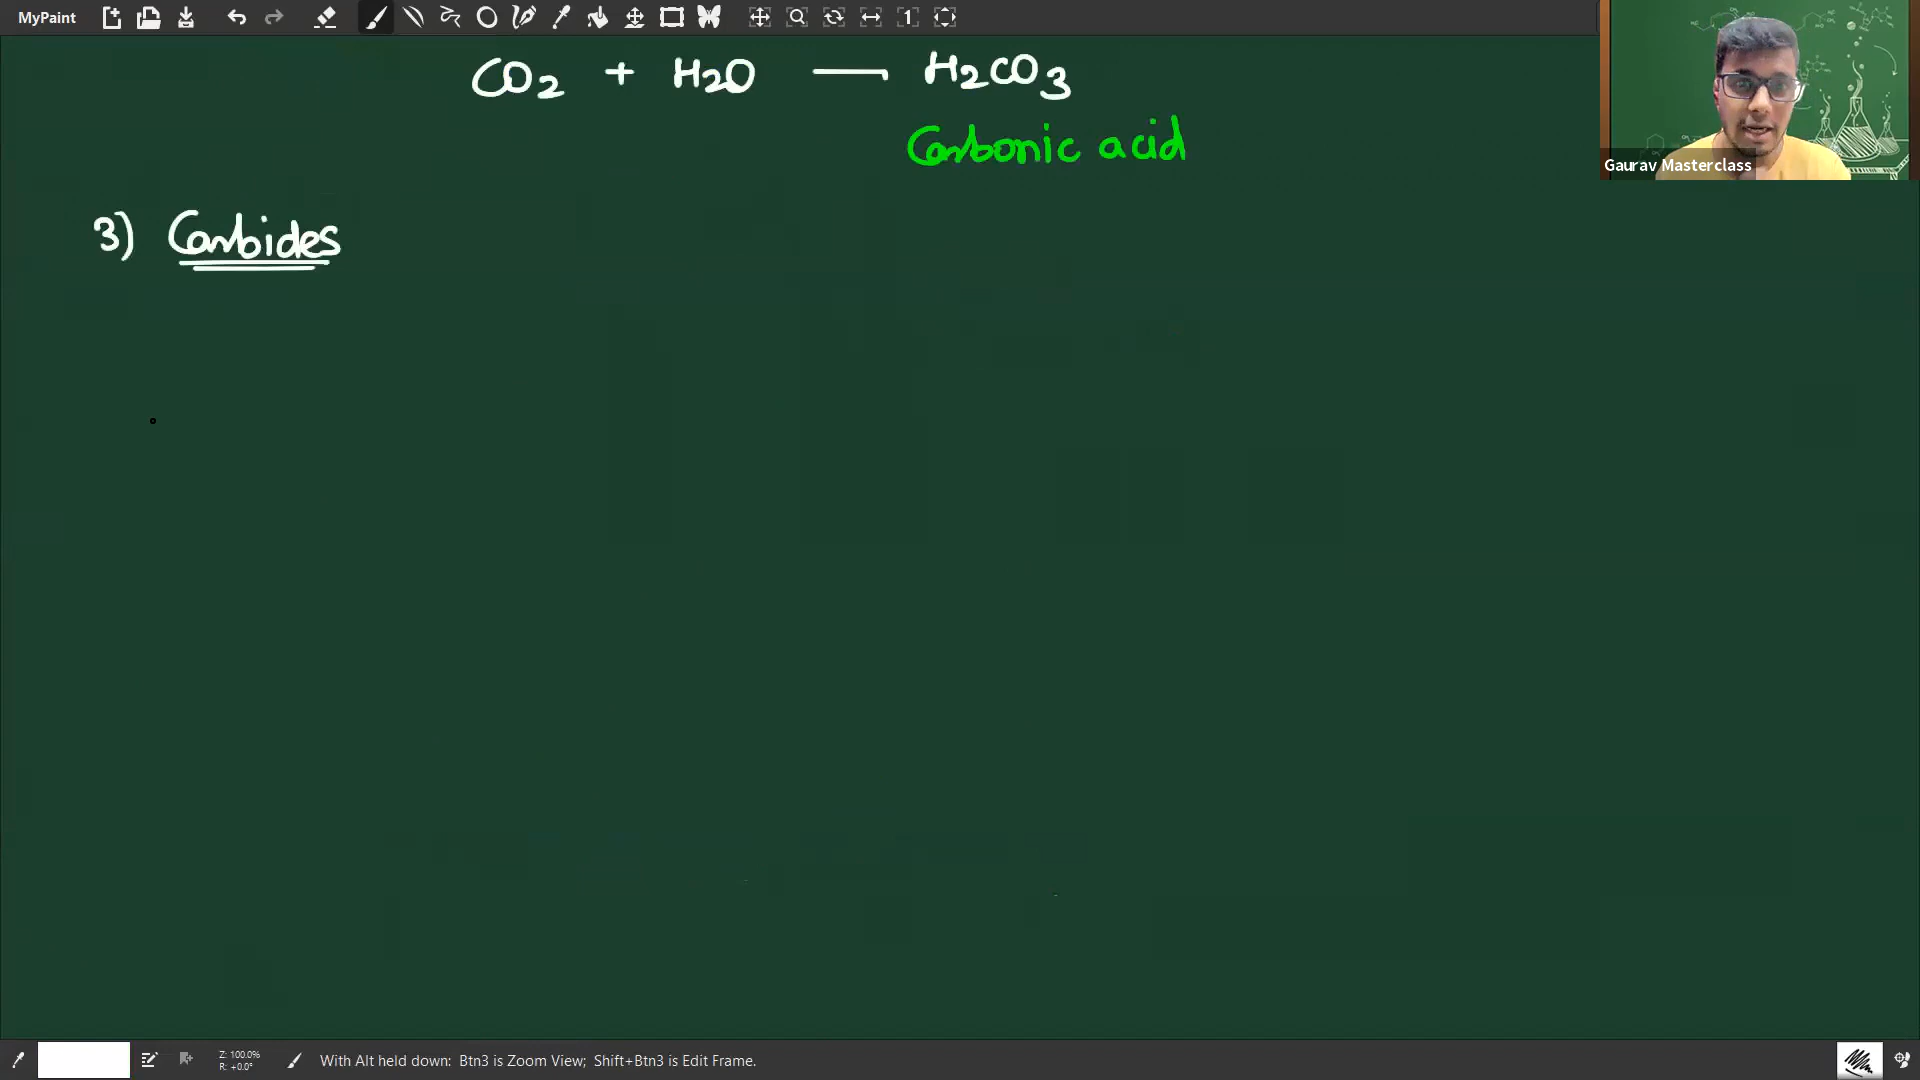 MyPaint
CO2 + H2O — H2CO3
Carbonic acid
Gaurav Masterclass
3) Carbides
Z: 100.0%
R: +0.0°
With Alt held down: Btn3 is Zoom View; Shift+Btn3 is Edit Frame.